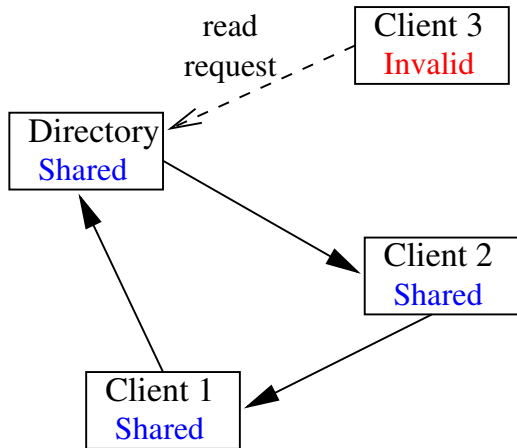 read
request
Client 3
Invalid
Directory
Shared
Client 2
Shared
Client 1
Shared